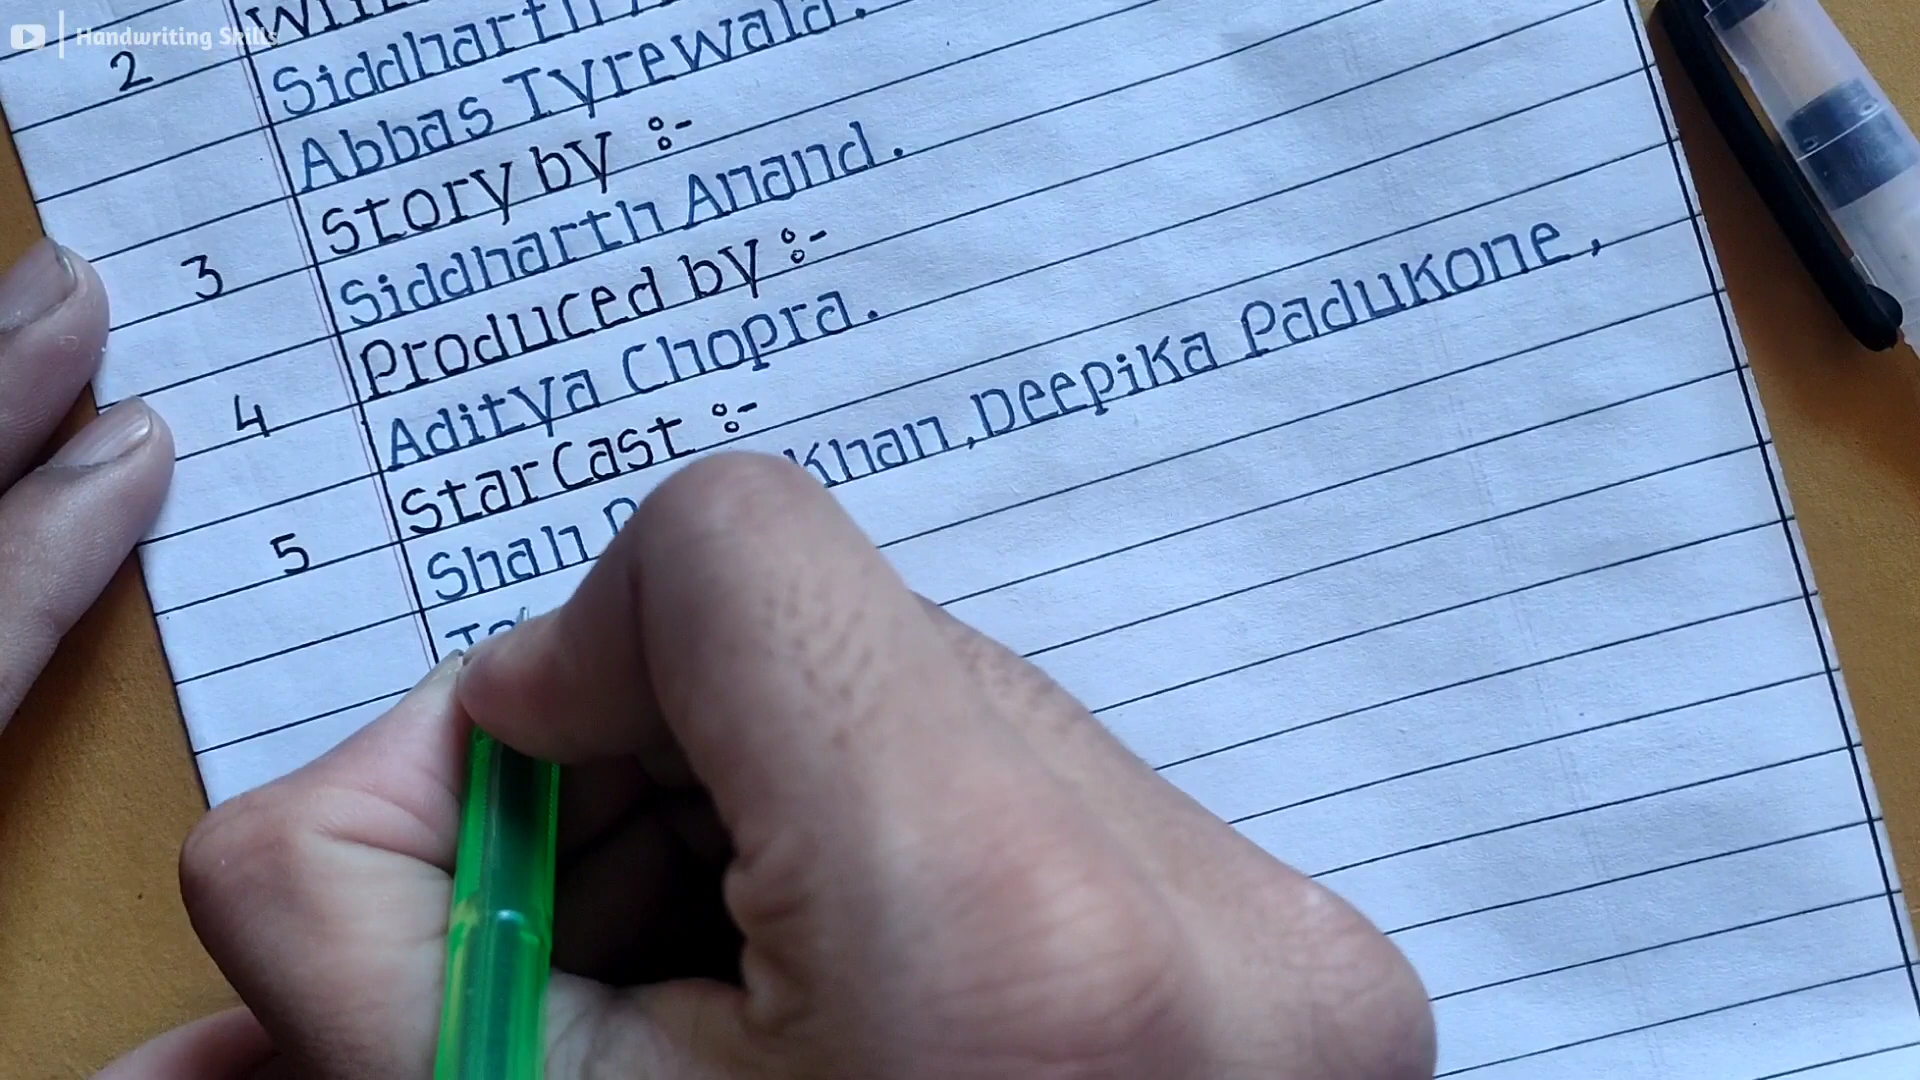 Handwriting Skills
2
Siddharth
Abbas Tyrewala.
Story by :-
3 Siddharth Anand.
Produced by :-
4 Aditya Chopra.
Star Cast :-
5 Shah Khan, Deepika Padukone,